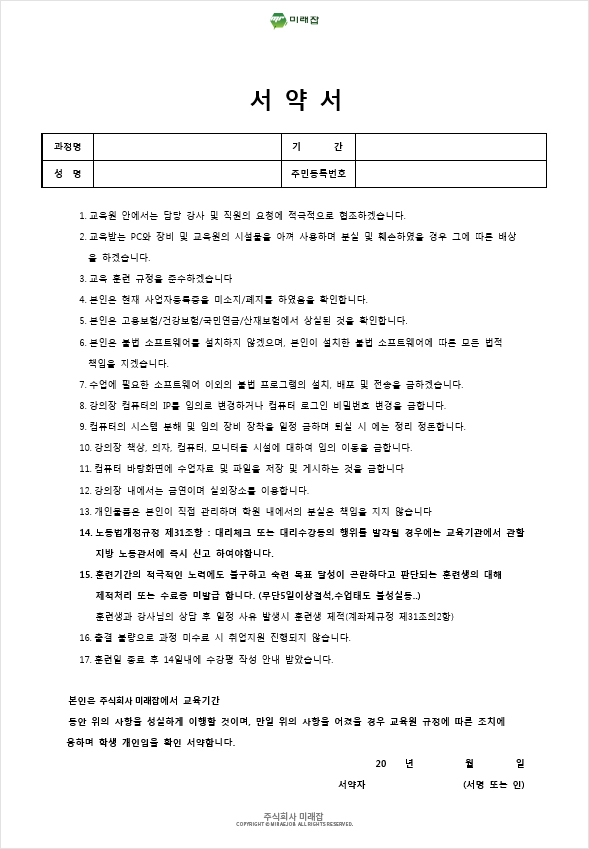 미래잡
서 약 서
과정명
기 간
성 명
주민등록번호
1. 교육원 안에서는 담당 강사 및 직원의 요청에 적극적으로 협조하겠습니다.
2. 교육받는 PC와 장비 및 교육원의 시설물을 아껴 사용하며 분실 및 훼손하였을 경우 그에 따른 배상
을 하겠습니다.
3. 교육 훈련 규정을 준수하겠습니다
4. 본인은 현재 사업자등록증을 미소지/폐지를 하였음을 확인합니다.
5. 본인은 고용보험/건강보험/국민연금/산재보험에서 상실된 것을 확인합니다.
6. 본인은 불법 소프트웨어를 설치하지 않겠으며, 본인이 설치한 불법 소프트웨어에 따른 모든 법적
책임을 지겠습니다.
7. 수업에 필요한 소프트웨어 이외의 불법 프로그램의 설치, 배포 및 전송을 금하겠습니다.
8. 강의장 컴퓨터의 IP를 임의로 변경하거나 컴퓨터 로그인 비밀번호 변경을 금합니다.
9. 컴퓨터의 시스템 분해 및 임의 장비 장착을 일정 금하며 퇴실 시 에는 정리 정돈합니다.
10. 강의장 책상, 의자, 컴퓨터, 모니터들 시설에 대하여 임의 이동을 금합니다.
11. 컴퓨터 바탕화면에 수업자료 및 파일을 저장 및 게시하는 것을 금합니다
12. 강의장 내에서는 금연이며 실외장소를 이용합니다.
13. 개인물품은 본인이 직접 관리하며 학원 내에서의 분실은 책임을 지지 않습니다
14. 노동법개정규정 제31조항 : 대리체크 또는 대리수강등의 행위를 발각될 경우에는 교육기관에서 관할
지방 노동관서에 즉시 신고 하여야합니다.
15. 훈련기간의 적극적인 노력에도 불구하고 숙련 목표 달성이 곤란하다고 판단되는 훈련생의 대해
제적처리 또는 수료증 미발급 합니다. (무단5일이상결석,수업태도 불성실등..)
훈련생과 강사님의 상담 후 일정 사유 발생시 훈련생 제적(계좌제규정 제31조의2항)
16. 출결 불량으로 과정 미수료 시 취업지원 진행되지 않습니다.
17. 훈련일 종료 후 14일내에 수강평 작성 안내 받았습니다.
본인은 주식회사 미래잡에서 교육기간
동안 위의 사항을 성실하게 이행할 것이며, 만일 위의 사항을 어겼을 경우 교육원 규정에 따른 조치에
응하며 학생 개인임을 확인 서약합니다.
20 년 월 일
서약자 (서명 또는 인)
주식회사 미래잡
COPYRIGHT © MIRAEJOB. ALL RIGHTS RESERVED.